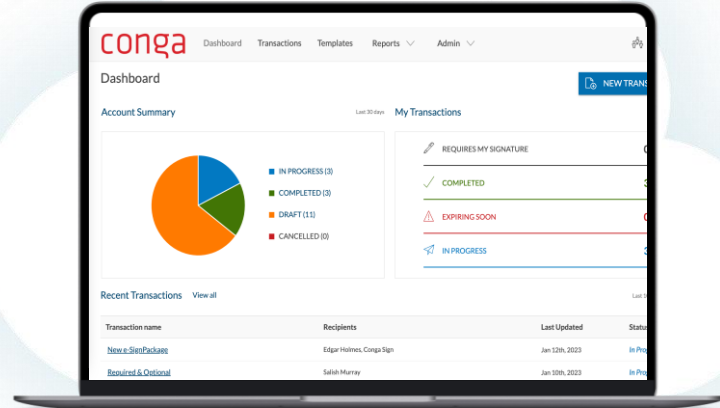 conga Dashboard Transactions Templates Reports Admin
Dashboard
NEW
Account Summary Last 30 days My Transactions
REQUIRES MY SIGNATURE
IN PROGRESS (3)
COMPLETED
COMPLETED (3)
DRAFT (11)
EXPIRING SOON
CANCELLED (0)
IN PROGRESS
Recent Transactions View all Last
Transaction name Recipients Last Updated
New e-SignPackage Edgar Holmes, Conga Sign Jan 12th, 2023 In
Required & Optional Salish Murray Jan 10th, 2023 In